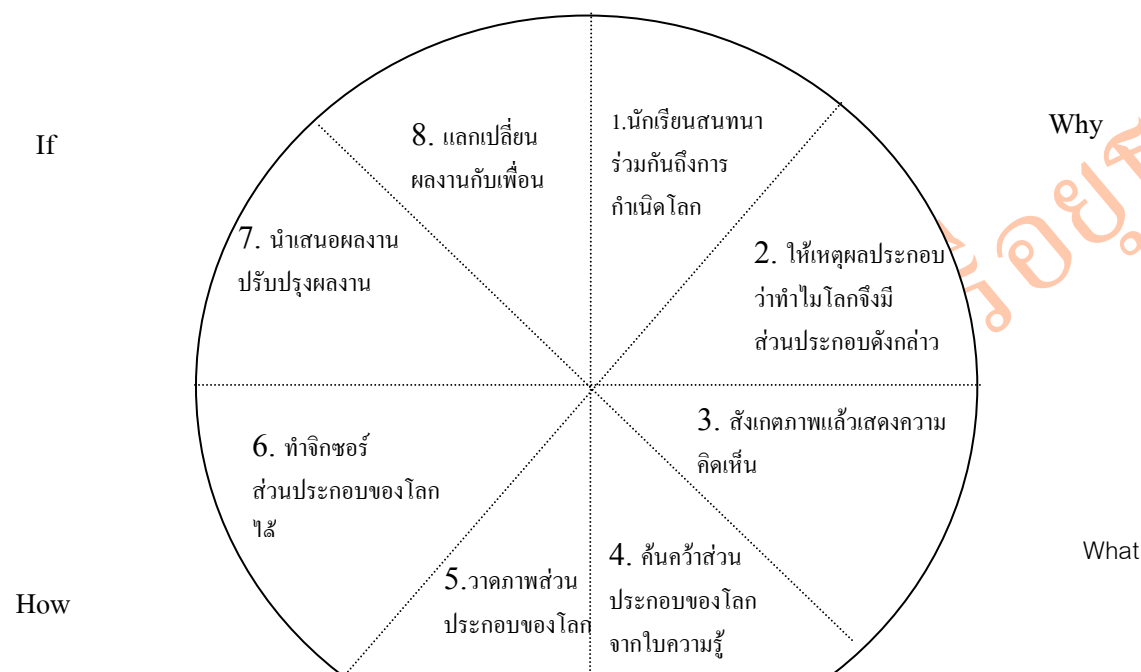 If
Why
8. แลกเปลี่ยน
ผลงานกับเพื่อน
1.นักเรียนสนทนา
ร่วมกันถึงการ
กำเนิดโลก
7. นำเสนอผลงาน
ปรับปรุงผลงาน
2. ให้เหตุผลประกอบ
ว่าทำไมโลกจึงมี
ส่วนประกอบดังกล่าว
6. ทำจิกซอร์
ส่วนประกอบของโลก
ได้
3. สังเกตภาพแล้วเสดงความ
คิดเห็น
5.วาดภาพส่วน
ประกอบของโลก
4. ค้นคว้าส่วน
ประกอบของโลก
จากใบความรู้
What
How